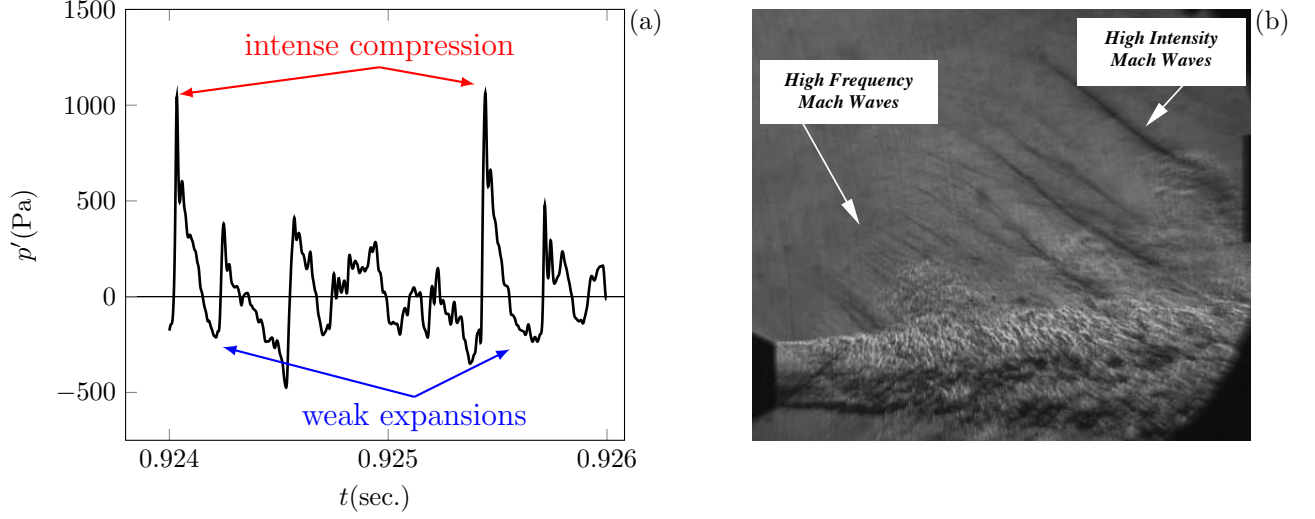 (a)
1500
1000
500
0
−500
p′(Pa)
intense compression
weak expansions
0.924
0.925
0.926
t(sec.)
(b)
High Intensity
Mach Waves
High Frequency
Mach Waves